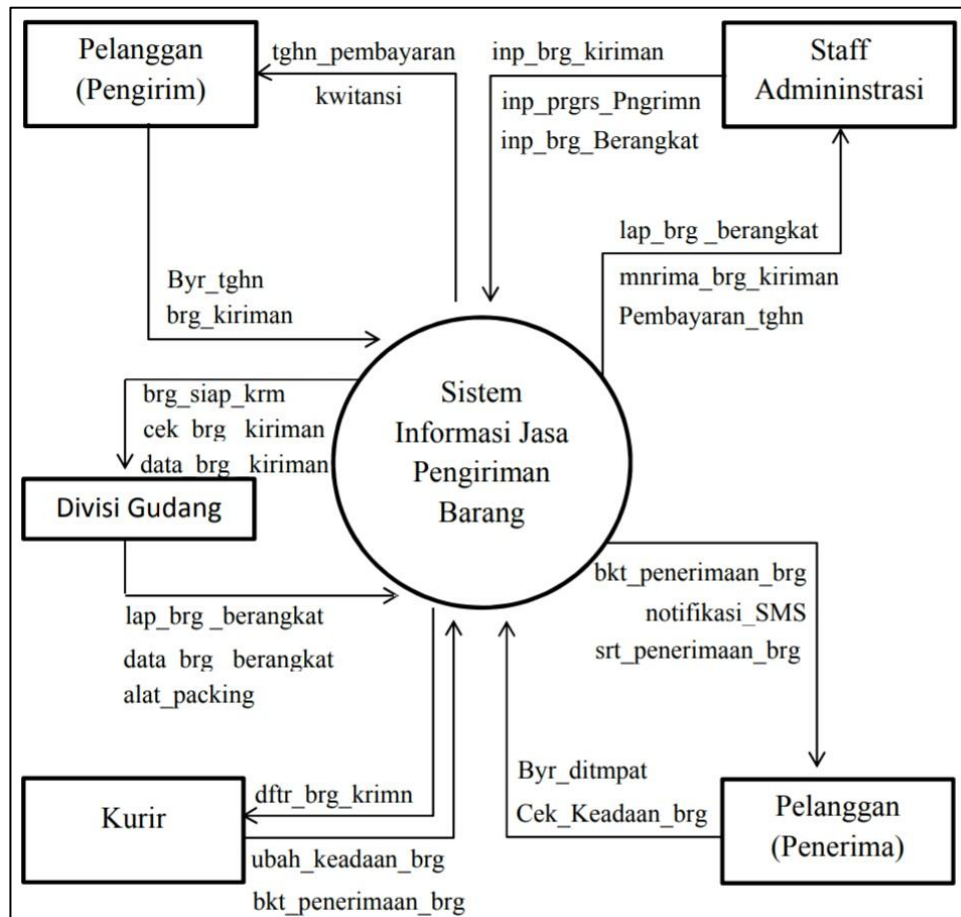 Pelanggan
(Pengirim)
tghn_pembayaran
kwitansi
inp_brg_kiriman
inp_prgrs_Pngrimn
inp_brg_Berangkat
Staff
Admininstrasi
Byr_tghn
brg_kiriman
lap_brg _berangkat
mnrima_brg_kiriman
Pembayaran_tghn
brg_siap_krm
cek brg kiriman
data brg kiriman
Sistem
Informasi Jasa
Pengiriman
Barang
Divisi Gudang
lap_brg _berangkat
data brg berangkat
alat_packing
bkt_penerimaan_brg
notifikasi_SMS
srt_penerimaan_brg
Kurir
dftr_brg_krimn
ubah_keadaan_brg
bkt_penerimaan_brg
Byr_ditmpat
Cek_Keadaan_brg
Pelanggan
(Penerima)